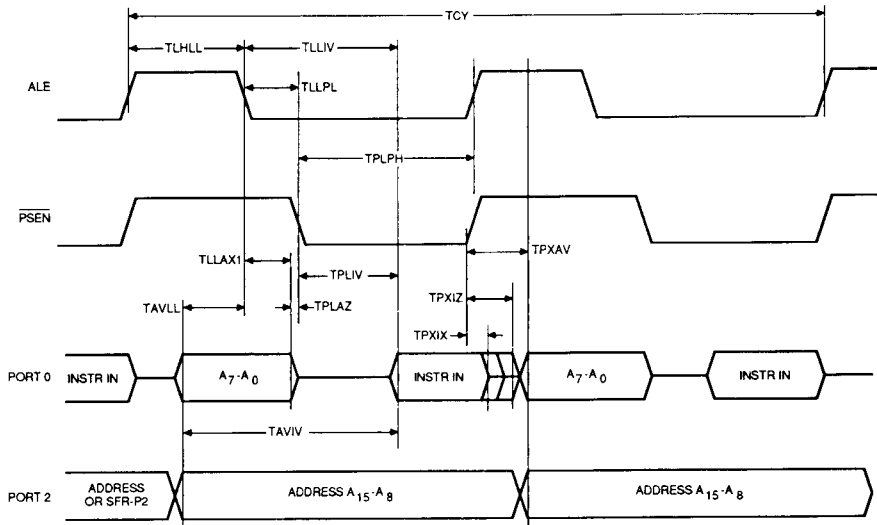 TCY
TLHLL
TLLIV
ALE
TLLPL
TPLPH
PSEN
TLLAX1
TPLIV
TPXAV
TAVLL
TPLAZ
TPXIZ
TPXIX
PORT 0
INSTR IN
A7-A0
INSTR IN
A7-A0
INSTR IN
TAVIV
PORT 2
ADDRESS
OR SFR-P2
ADDRESS A15-A8
ADDRESS A15-A8